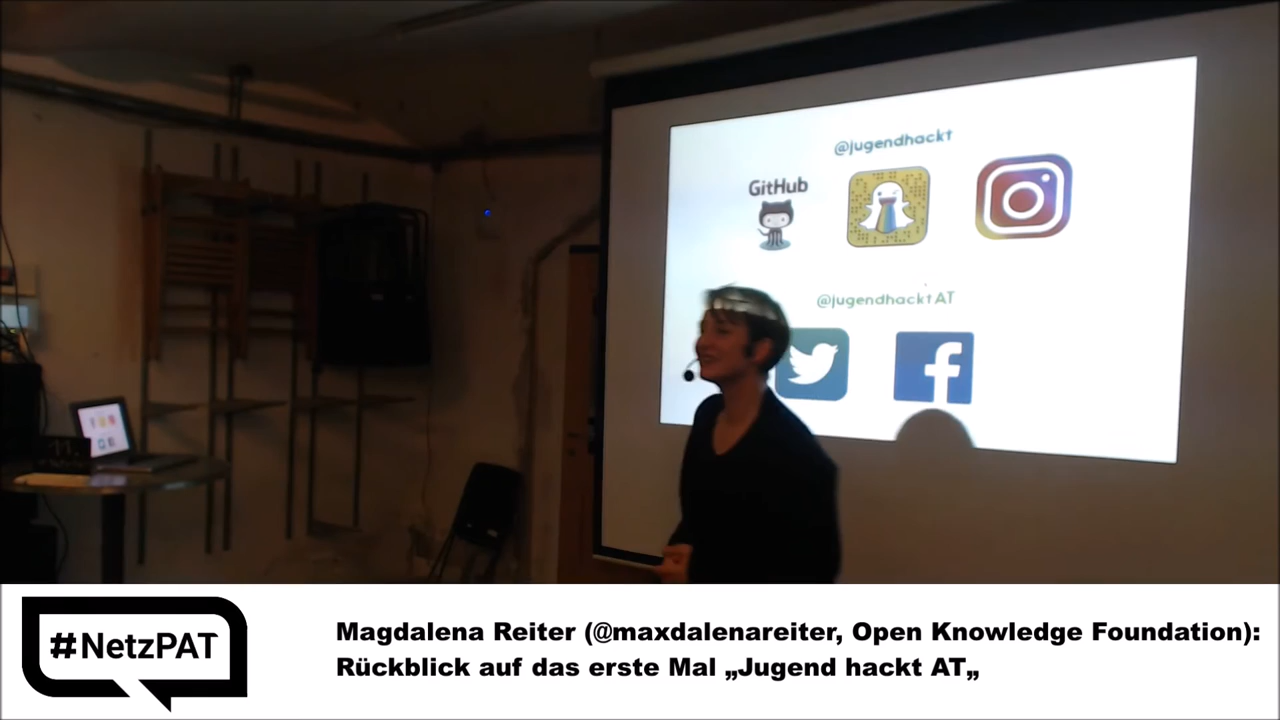 @jugendhackt
GitHub
@jugendhacktAT
#NetzPAT
Magdalena Reiter (@maxdalenareiter, Open Knowledge Foundation):
Rückblick auf das erste Mal „Jugend hackt AT„